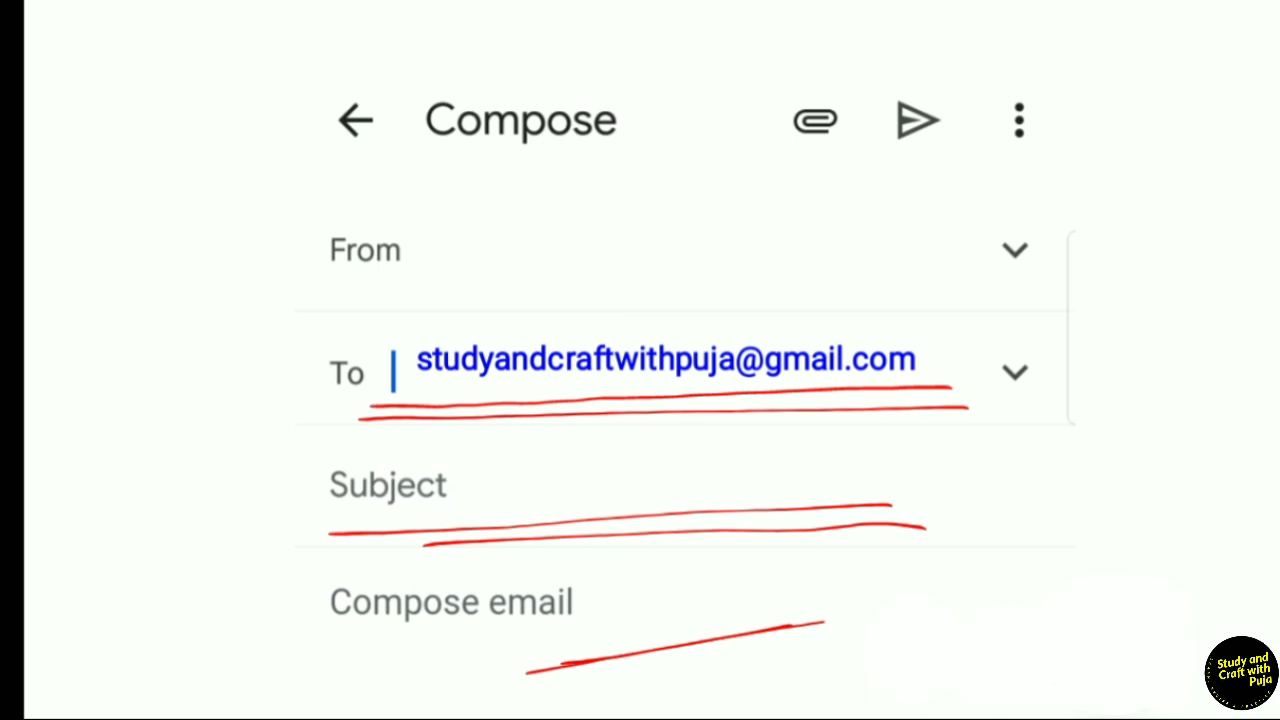 Compose
From
To studyandcraftwithpuja@gmail.com
Subject
Compose email
Study and
Craft with
Puja